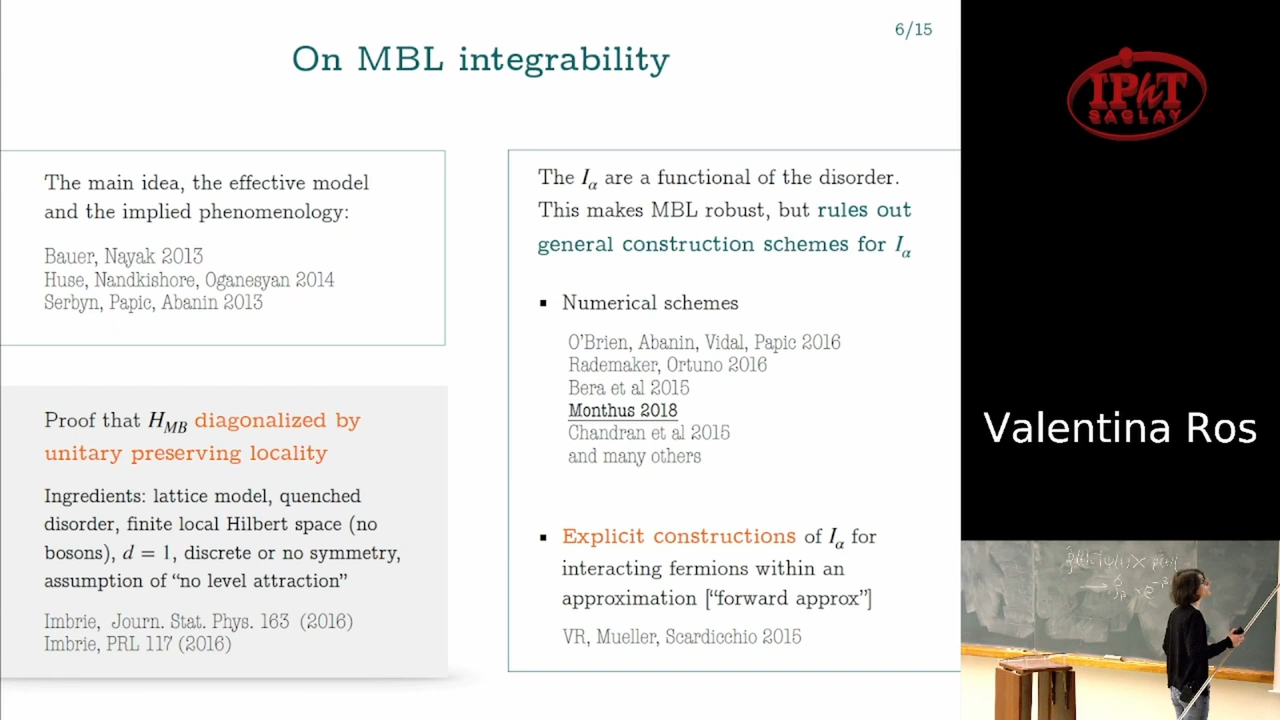 6/15
On MBL integrability
The main idea, the effective model
and the implied phenomenology:
Bauer, Nayak 2013
Huse, Nandkishore, Oganesyan 2014
Serbyn, Papic, Abanin 2013
Proof that H_MB diagonalized by
unitary preserving locality
Ingredients: lattice model, quenched
disorder, finite local Hilbert space (no
bosons), d = 1, discrete or no symmetry,
assumption of “no level attraction”
Imbrie, Journ. Stat. Phys. 163 (2016)
Imbrie, PRL 117 (2016)
The I_α are a functional of the disorder.
This makes MBL robust, but rules out
general construction schemes for I_α
▪ Numerical schemes
O’Brien, Abanin, Vidal, Papic 2016
Rademaker, Ortuno 2016
Bera et al 2015
Monthus 2018
Chandran et al 2015
and many others
▪ Explicit constructions of I_α for
interacting fermions within an
approximation [“forward approx”]
VR, Mueller, Scardicchio 2015
IPhT
SACLAY
Valentina Ros